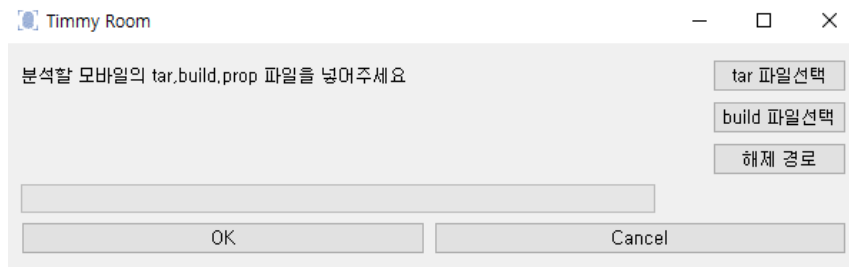 Timmy Room
분석할 모바일의 tar,build,prop 파일을 넣어주세요
tar 파일선택
build 파일선택
해제 경로
OK
Cancel